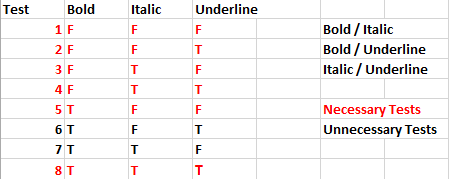 Test Bold Italic Underline
1 F F F Bold / Italic
2 F F T Bold / Underline
3 F T F Italic / Underline
4 F T T
5 T F F Necessary Tests
6 T F T Unnecessary Tests
7 T T F
8 T T T